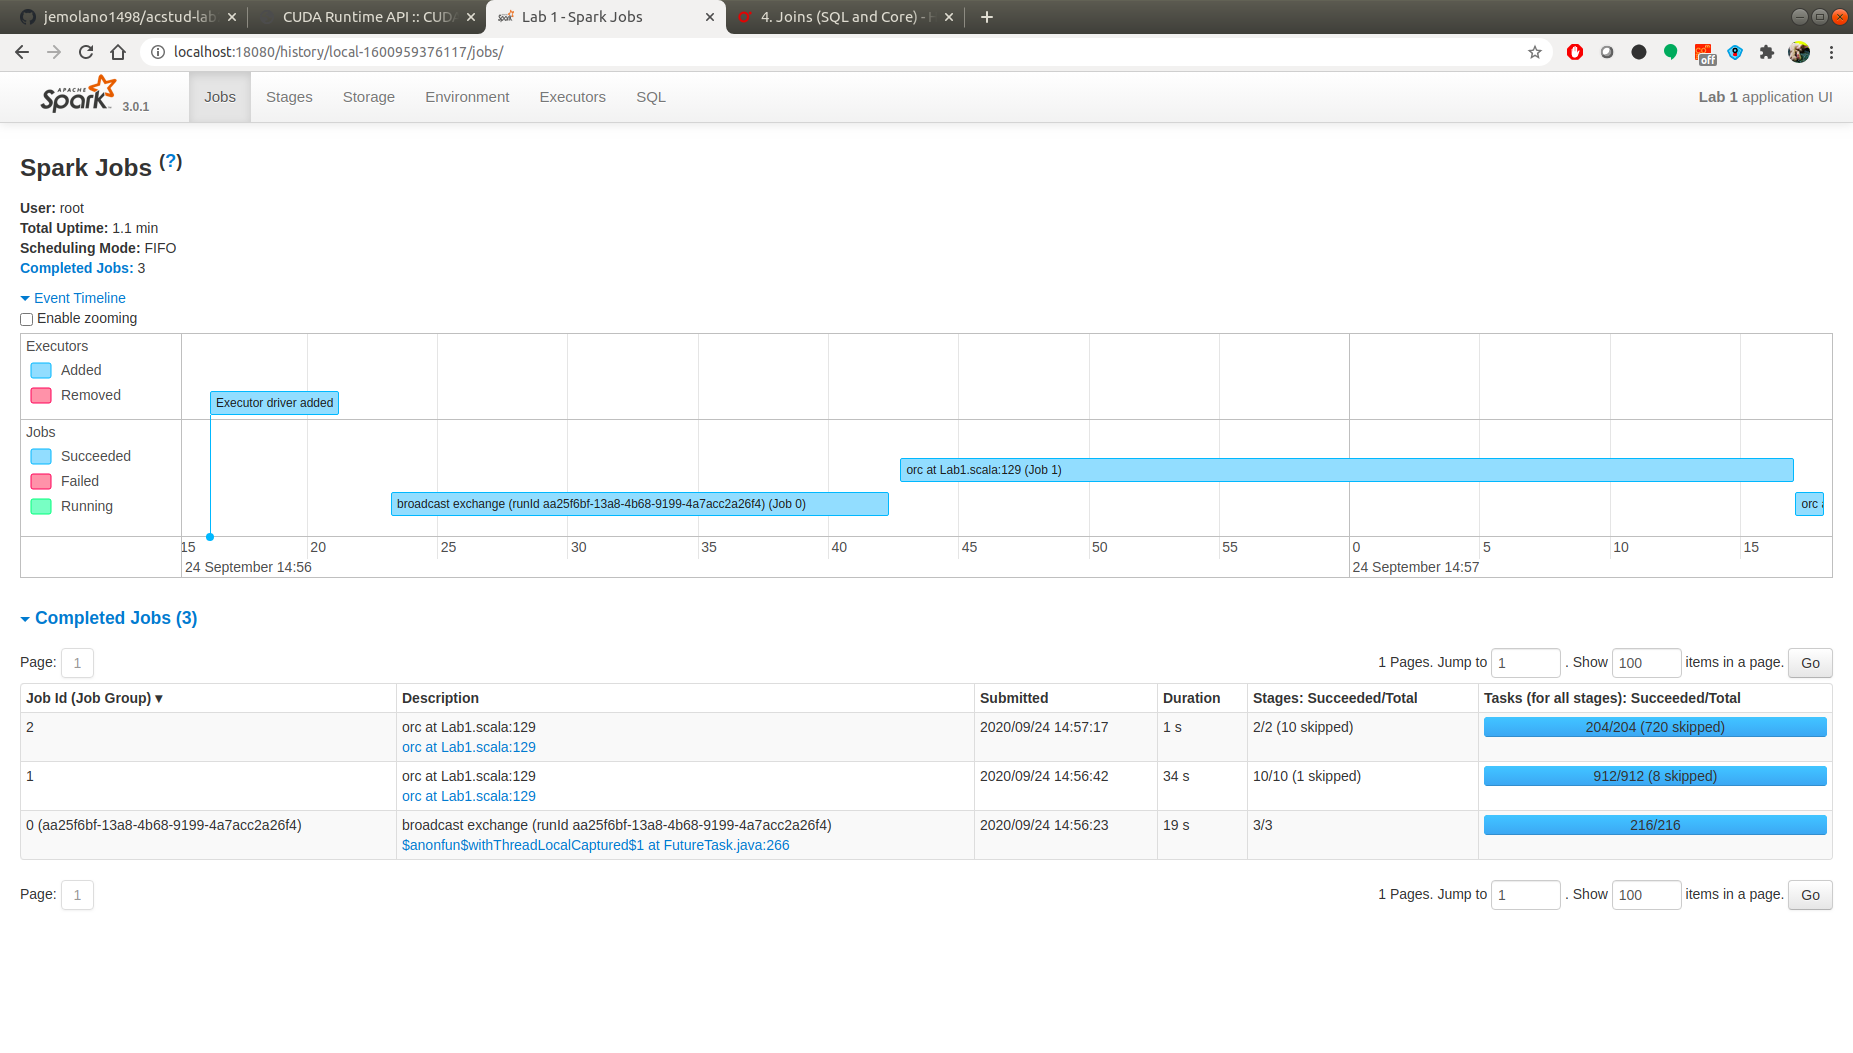 jemolano1498/acstud-lab
CUDA Runtime API :: CUDA
Lab 1 - Spark Jobs
4. Joins (SQL and Core) - H
localhost:18080/history/local-1600959376117/jobs/
off
APACHE
Spark 3.0.1
Jobs Stages Storage Environment Executors SQL
Lab 1 application UI
Spark Jobs (?)
User: root
Total Uptime: 1.1 min
Scheduling Mode: FIFO
Completed Jobs: 3
Event Timeline
Enable zooming
Executors
Added
Removed
Executor driver added
Jobs
Succeeded
Failed
Running
orc at Lab1.scala:129 (Job 1)
broadcast exchange (runId aa25f6bf-13a8-4b68-9199-4a7acc2a26f4) (Job 0)
orc
15 20 25 30 35 40 45 50 55 0 5 10 15
24 September 14:56
24 September 14:57
Completed Jobs (3)
Page: 1
1 Pages. Jump to 1 . Show 100 items in a page. Go
Job Id (Job Group) ▾ Description Submitted Duration Stages: Succeeded/Total Tasks (for all stages): Succeeded/Total
2 orc at Lab1.scala:129 2020/09/24 14:57:17 1 s 2/2 (10 skipped) 204/204 (720 skipped)
orc at Lab1.scala:129
1 orc at Lab1.scala:129 2020/09/24 14:56:42 34 s 10/10 (1 skipped) 912/912 (8 skipped)
orc at Lab1.scala:129
0 (aa25f6bf-13a8-4b68-9199-4a7acc2a26f4) broadcast exchange (runId aa25f6bf-13a8-4b68-9199-4a7acc2a26f4) 2020/09/24 14:56:23 19 s 3/3 216/216
$anonfun$withThreadLocalCaptured$1 at FutureTask.java:266
Page: 1
1 Pages. Jump to 1 . Show 100 items in a page. Go